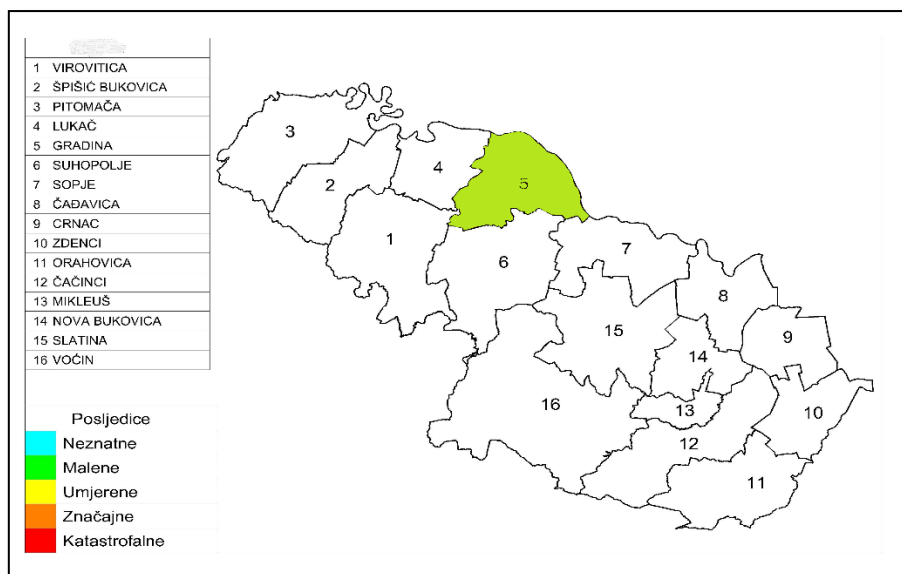 1 VIROVITICA
2 ŠPIŠIĆ BUKOVICA
3 PITOMAČA
4 LUKAČ
5 GRADINA
6 SUHOPOLJE
7 SOPJE
8 ČAĐAVICA
9 CRNAC
10 ZDENCI
11 ORAHOVICA
12 ČAČINCI
13 MIKLEUŠ
14 NOVA BUKOVICA
15 SLATINA
16 VOĆIN
Posljedice
Neznatne
Malene
Umjerene
Značajne
Katastrofalne
3
4
5
2
1
6
7
8
15
9
14
16
13
10
12
11